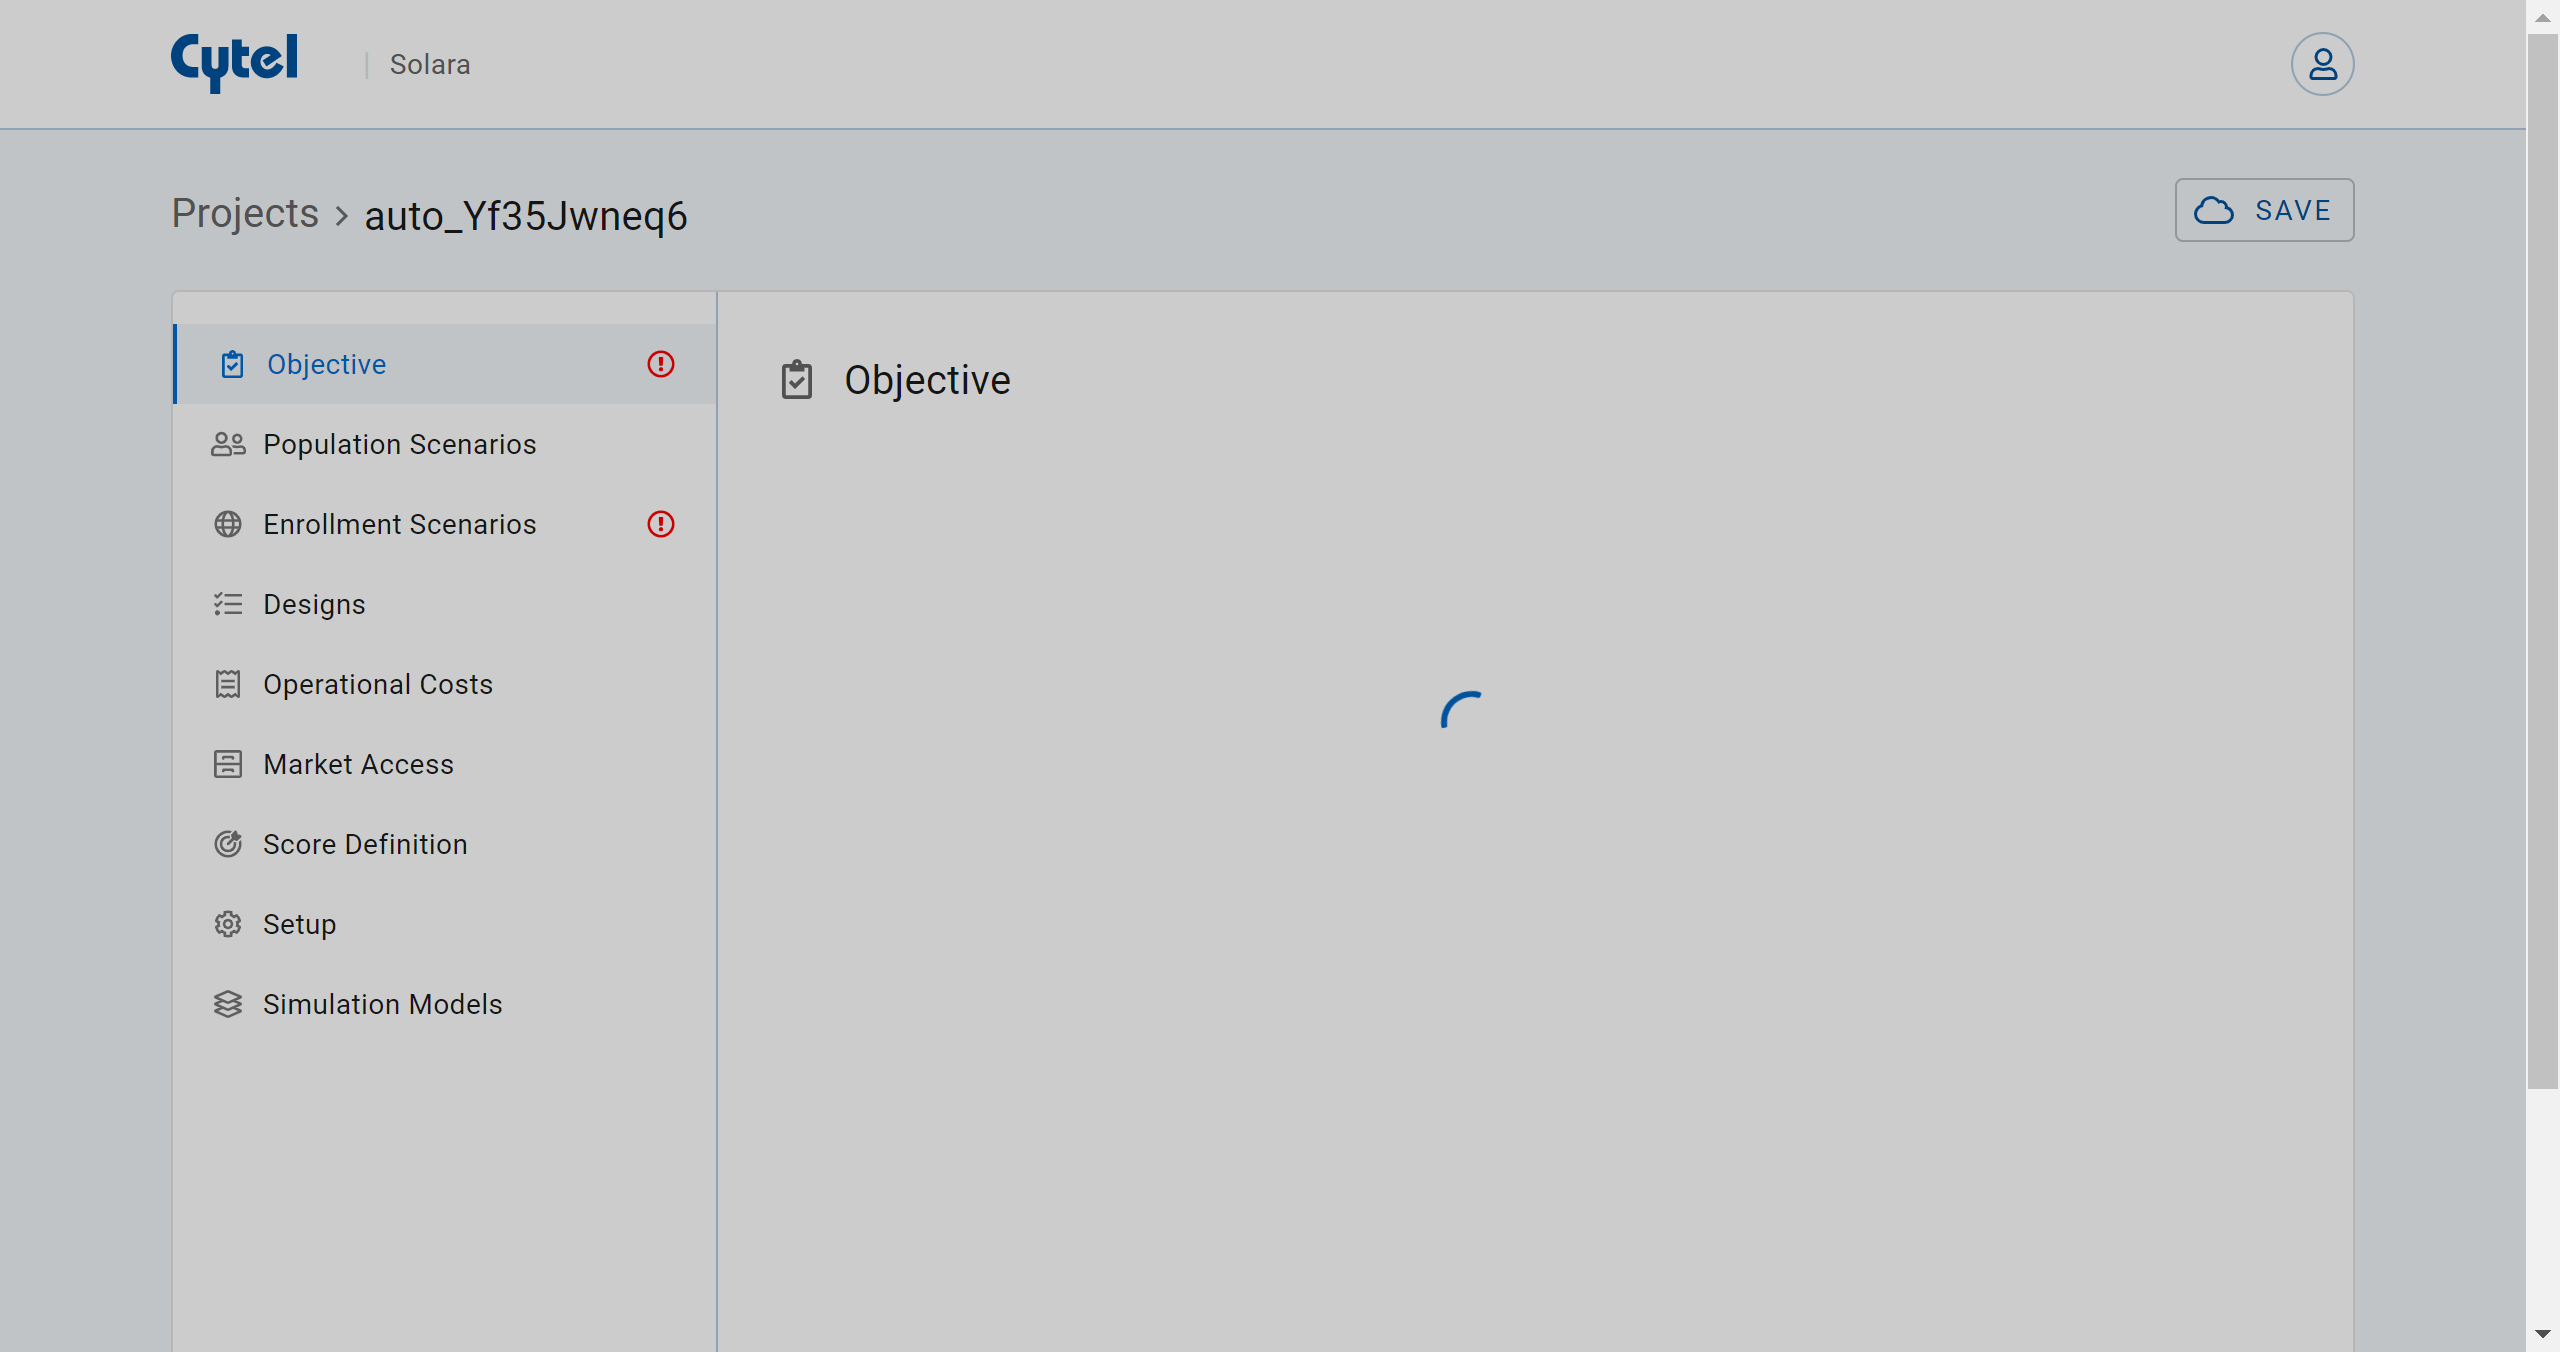 Cytel | Solara
Projects > auto_Yf35Jwneq6
SAVE
Objective
Population Scenarios
Enrollment Scenarios
Designs
Operational Costs
Market Access
Score Definition
Setup
Simulation Models
Objective